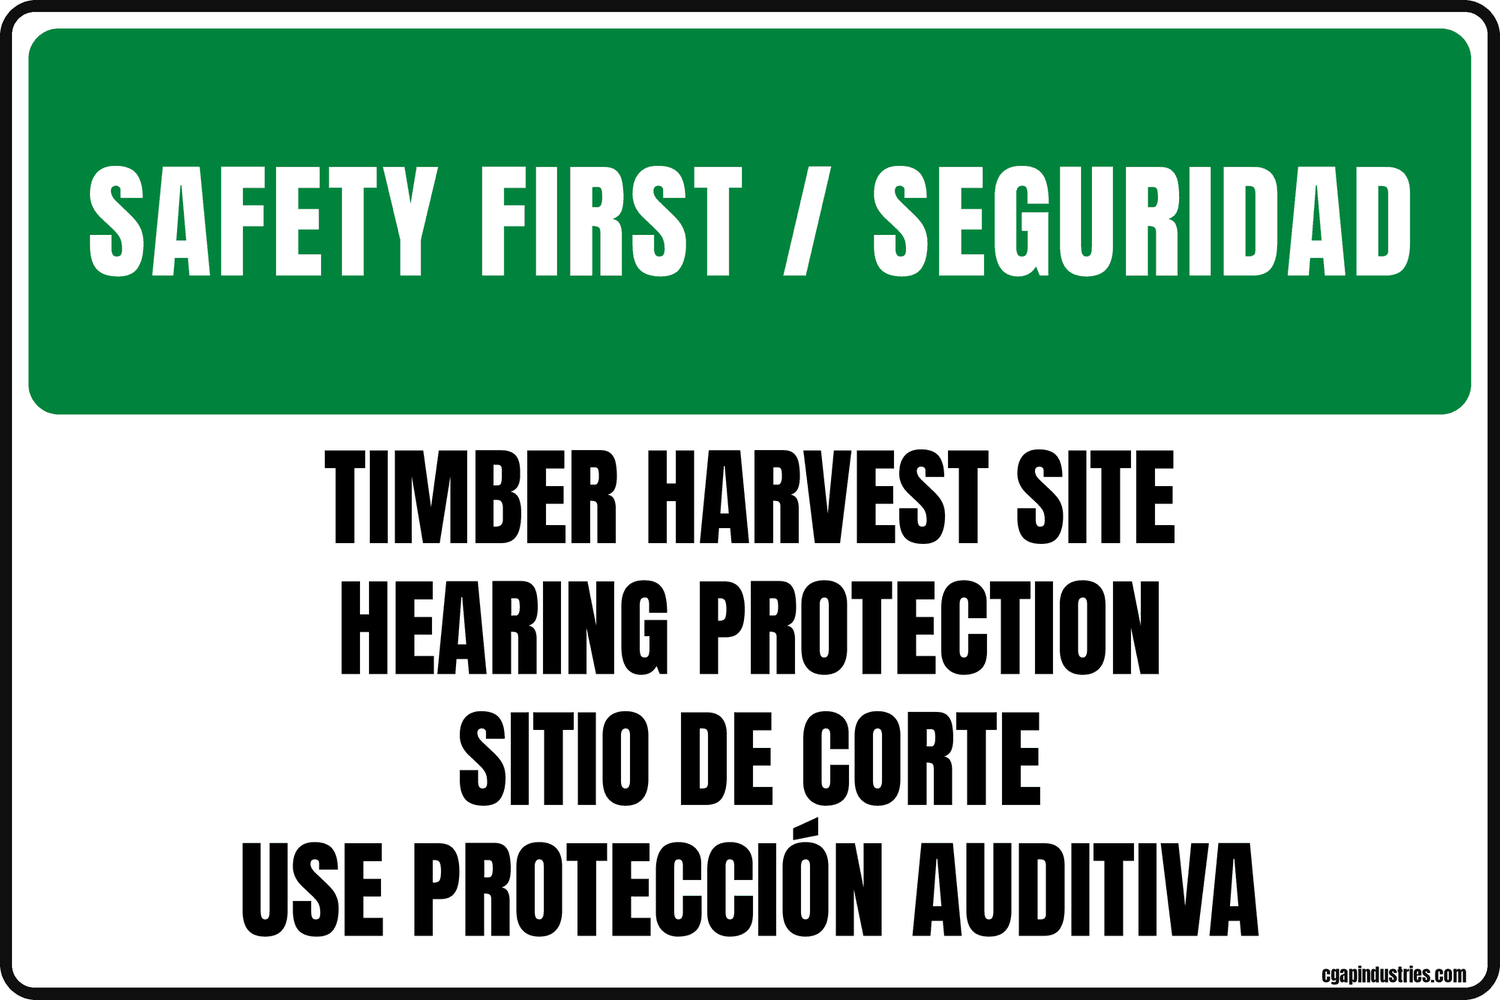 SAFETY FIRST / SEGURIDAD
TIMBER HARVEST SITE
HEARING PROTECTION
SITIO DE CORTE
USE PROTECCIÓN AUDITIVA
cgapindustries.com